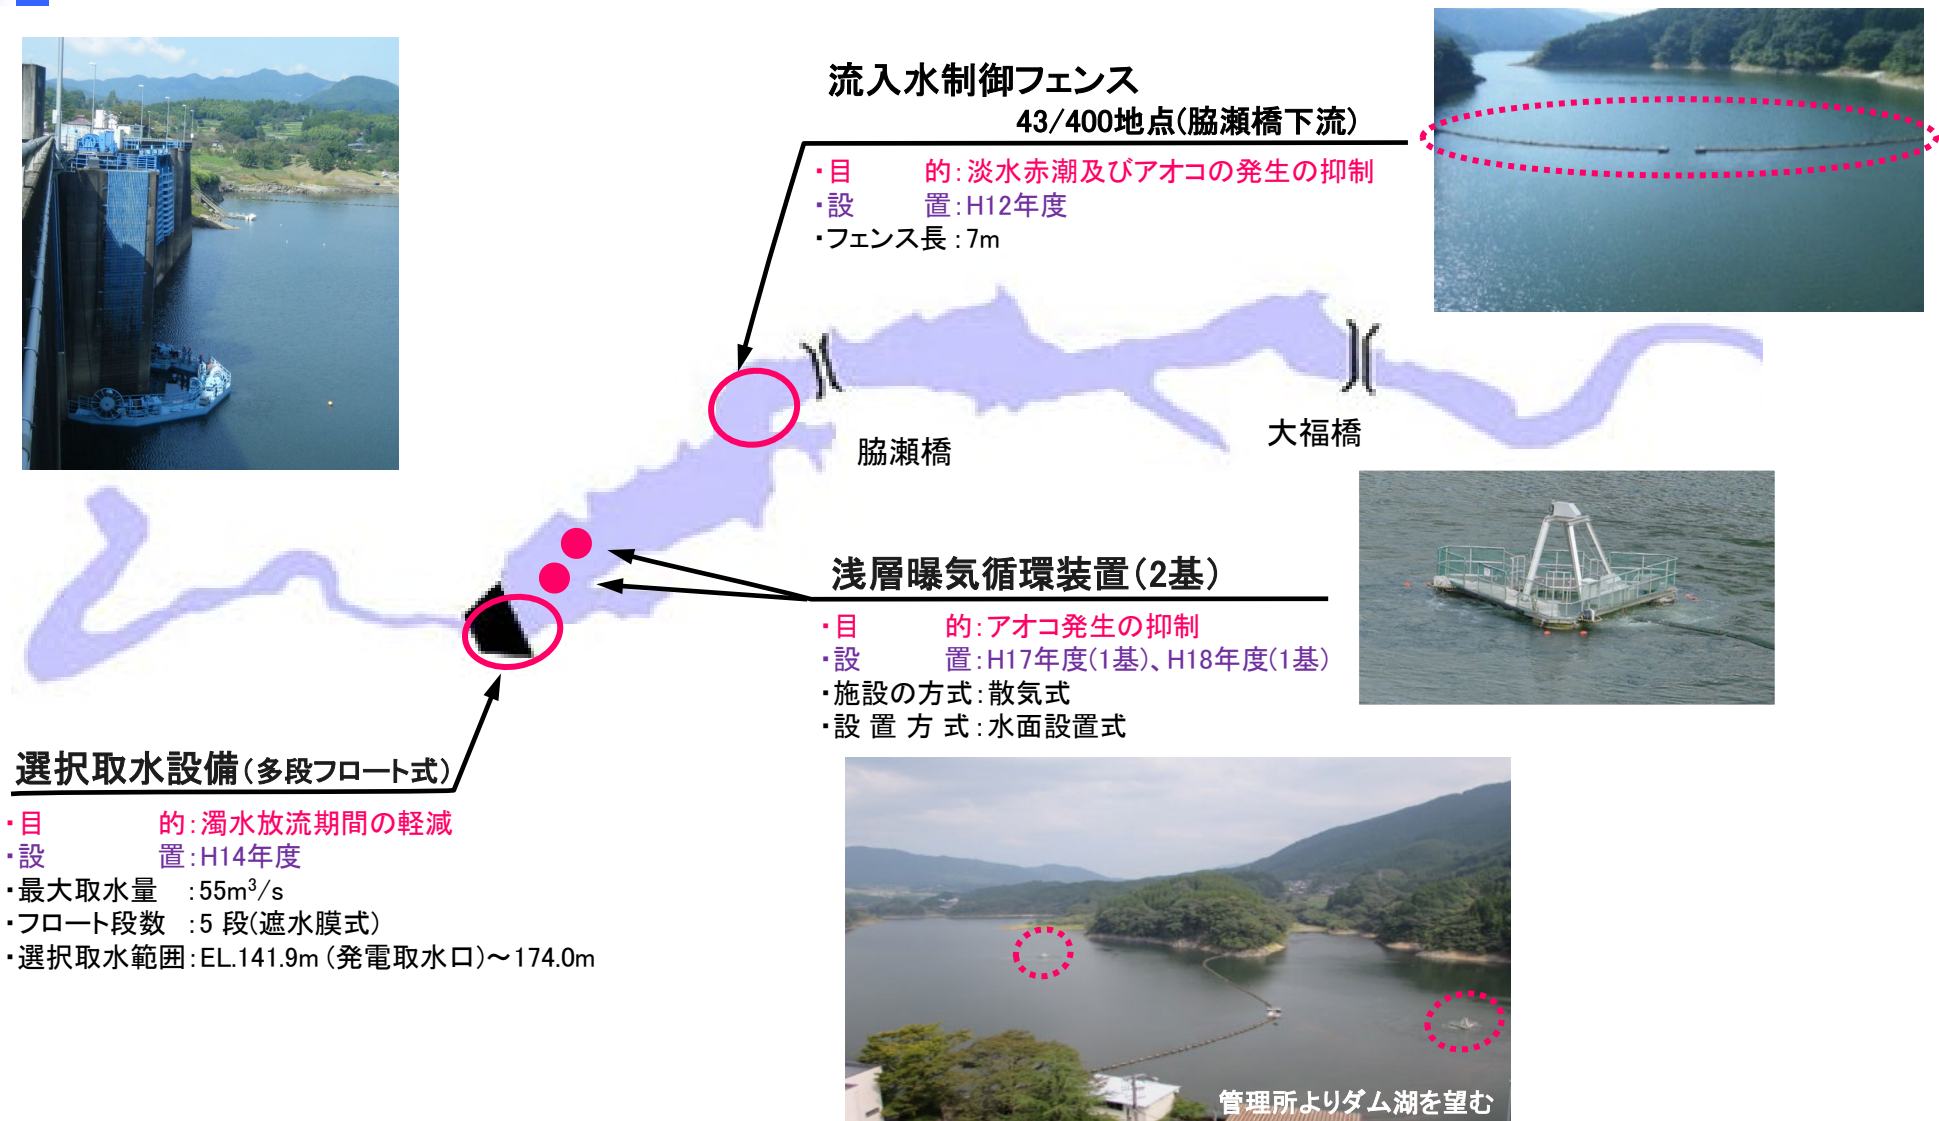 流入水制御フェンス
43/400地点(脇瀬橋下流)
・目　　的:淡水赤潮及びアオコの発生の抑制
・設　　置:H12年度
・フェンス長:7m
脇瀬橋
大福橋
浅層曝気循環装置(2基)
・目　　的:アオコ発生の抑制
・設　　置:H17年度(1基)、H18年度(1基)
・施設の方式:散気式
・設置方式:水面設置式
選択取水設備(多段フロート式)
・目　　的:濁水放流期間の軽減
・設　　置:H14年度
・最大取水量　:55m³/s
・フロート段数　:5 段(遮水膜式)
・選択取水範囲:EL.141.9m (発電取水口)～174.0m
管理所よりダム湖を望む